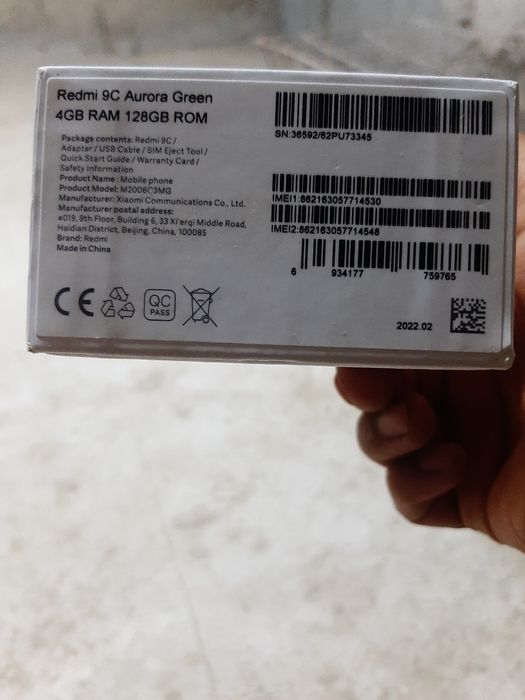 Redmi 9C Aurora Green
4GB RAM 128GB ROM
Package contents: Redmi 9C /
Adapter / USB Cable / SIM Eject Tool /
Quick Start Guide / Warranty Card /
Safety information
Product Name : Mobile phone
Product Model: M2006C3MG
Manufacturer: Xiaomi Communications Co., Ltd.
Manufacturer postal address:
#019, 9th Floor, Building 6, 33 Xi'erqi Middle Road,
Haidian District, Beijing, China, 100085
Brand: Redmi
Made in China
CE
QC
PASS
SN:36592/62PU73345
IMEI1:862163057714530
IMEI2:862163057714548
6 934177 759765
2022.02